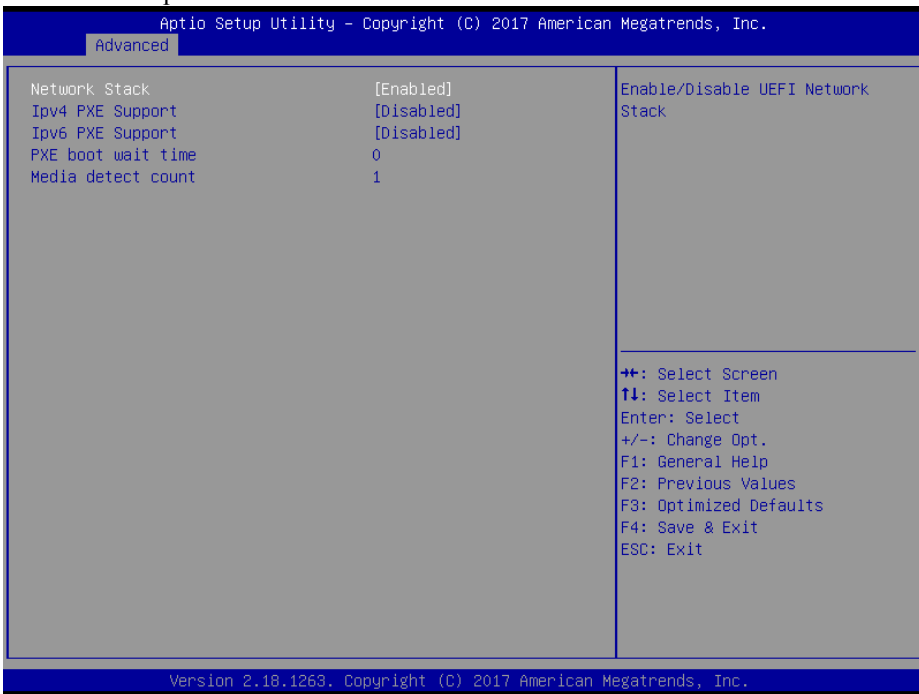 Aptio Setup Utility – Copyright (C) 2017 American Megatrends, Inc.
Advanced
Network Stack [Enabled]
Ipv4 PXE Support [Disabled]
Ipv6 PXE Support [Disabled]
PXE boot wait time 0
Media detect count 1
Enable/Disable UEFI Network
Stack
→←: Select Screen
↑↓: Select Item
Enter: Select
+/-: Change Opt.
F1: General Help
F2: Previous Values
F3: Optimized Defaults
F4: Save & Exit
ESC: Exit
Version 2.18.1263. Copyright (C) 2017 American Megatrends, Inc.